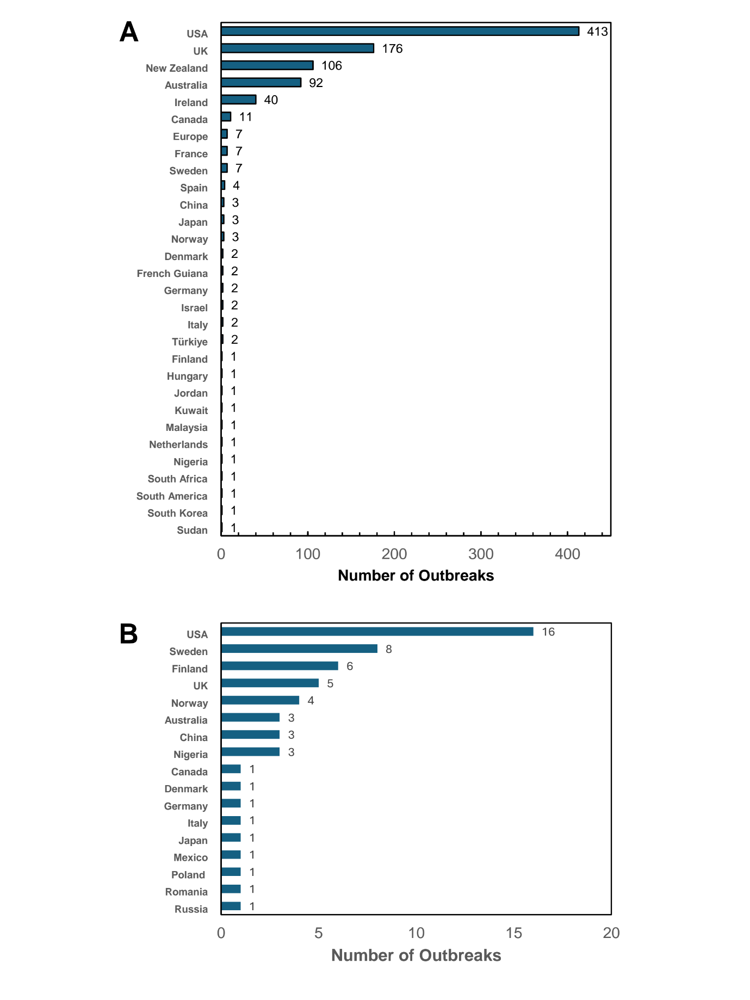 A
USA 413
UK 176
New Zealand 106
Australia 92
Ireland 40
Canada 11
Europe 7
France 7
Sweden 7
Spain 4
China 3
Japan 3
Norway 3
Denmark 2
French Guiana 2
Germany 2
Israel 2
Italy 2
Türkiye 2
Finland 1
Hungary 1
Jordan 1
Kuwait 1
Malaysia 1
Netherlands 1
Nigeria 1
South Africa 1
South America 1
South Korea 1
Sudan 1
0 100 200 300 400
Number of Outbreaks
B
USA 16
Sweden 8
Finland 6
UK 5
Norway 4
Australia 3
China 3
Nigeria 3
Canada 1
Denmark 1
Germany 1
Italy 1
Japan 1
Mexico 1
Poland 1
Romania 1
Russia 1
0 5 10 15 20
Number of Outbreaks